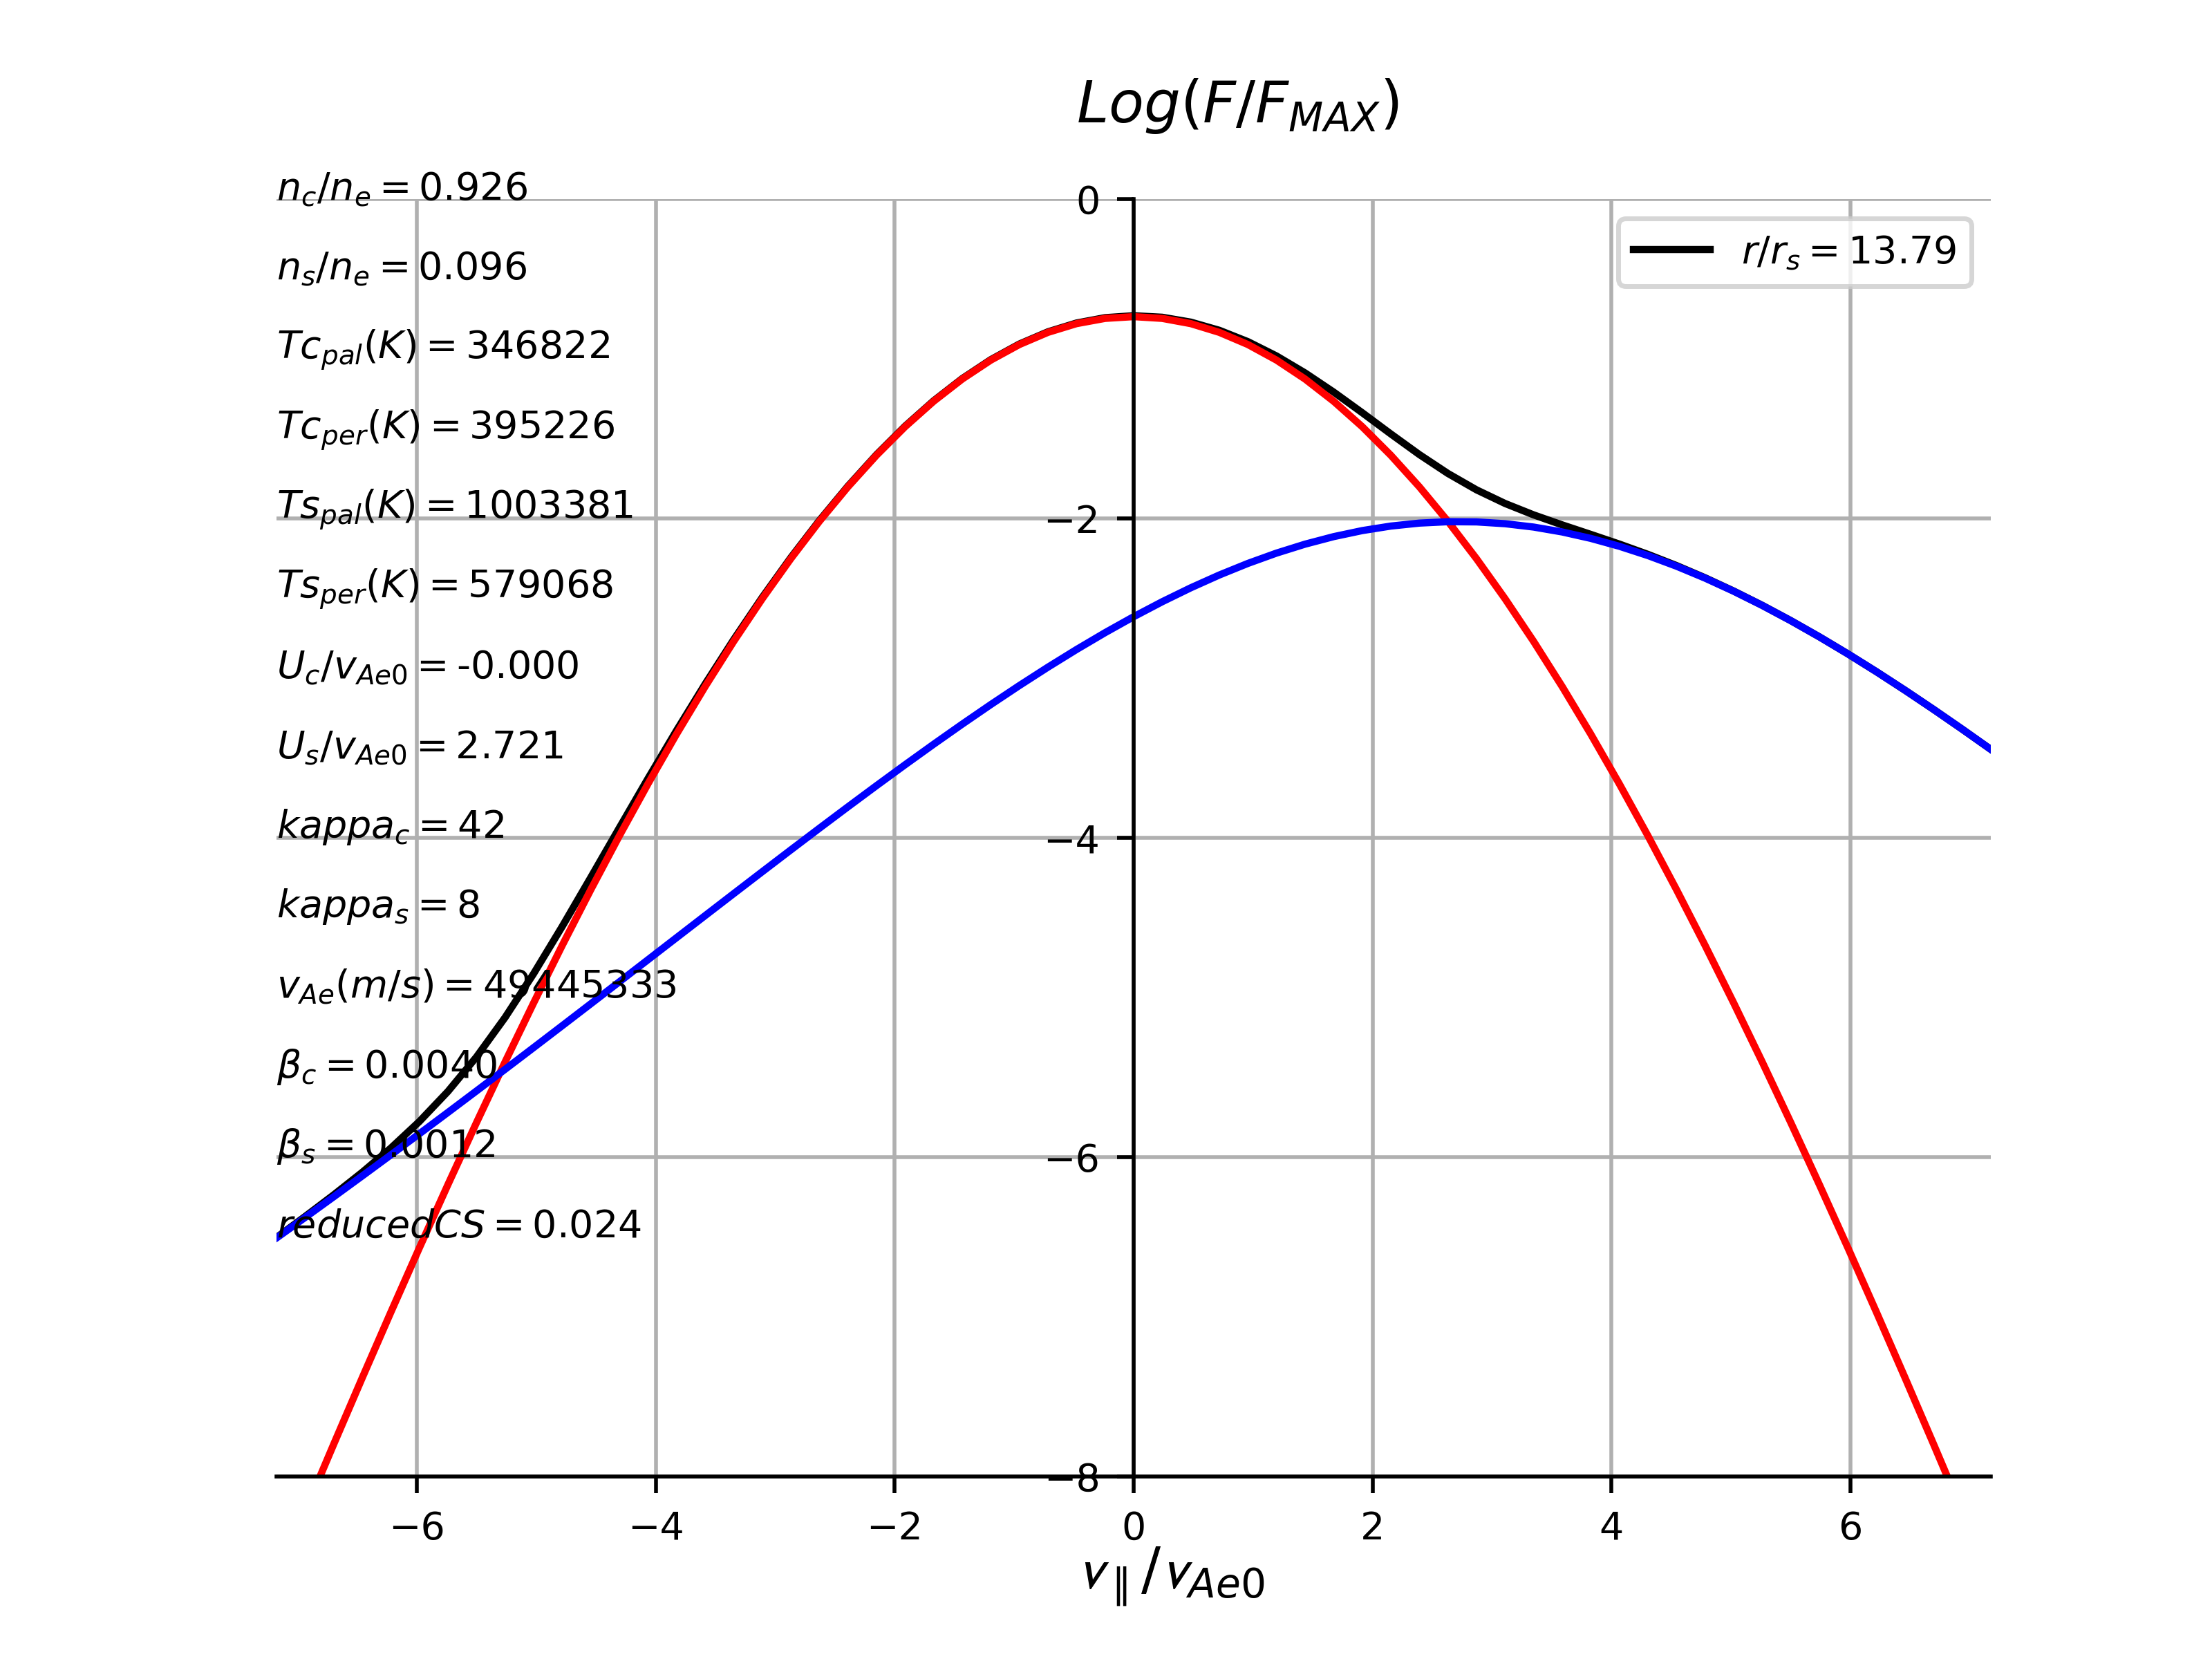 Log(F/F_MAX)
n_c/n_e = 0.926
n_s/n_e = 0.096
Tc_pal(K) = 346822
Tc_per(K) = 395226
Ts_pal(K) = 1003381
Ts_per(K) = 579068
U_c/v_Ae0 = -0.000
U_s/v_Ae0 = 2.721
kappa_c = 42
kappa_s = 8
v_Ae(m/s) = 49445333
β_c = 0.0040
β_s = 0.0012
reducedCS = 0.024
r/r_s = 13.79
0
−2
−4
−6
−8
−6 −4 −2 0 2 4 6
v_∥/v_Ae0